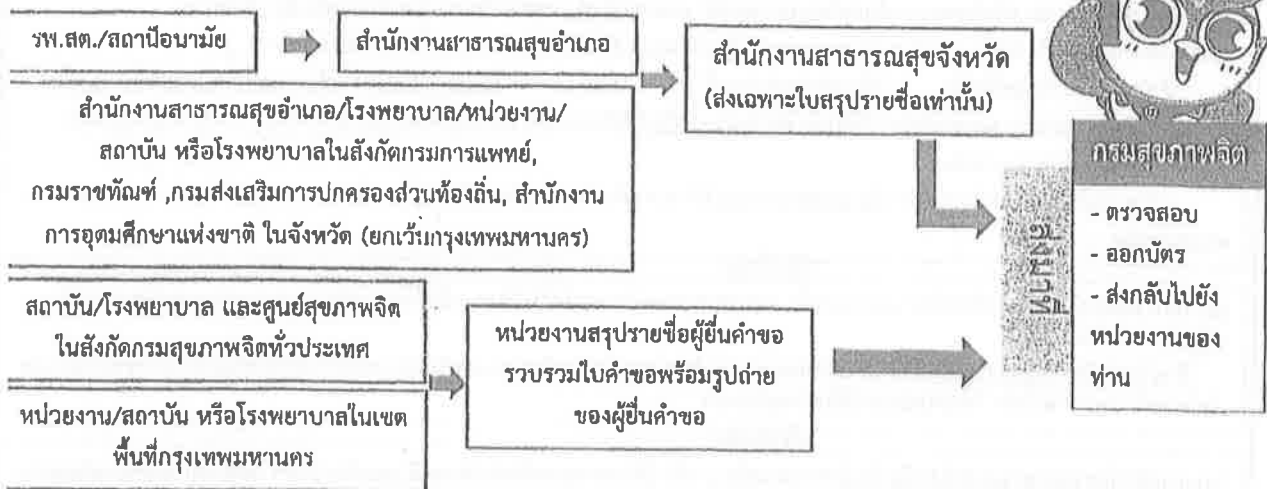 รพ.สต./สถานีอนามัย
สำนักงานสาธารณสุขอำเภอ
สำนักงานสาธารณสุขจังหวัด
(ส่งเฉพาะใบสรุปรายชื่อเท่านั้น)
สำนักงานสาธารณสุขอำเภอ/โรงพยาบาล/หน่วยงาน/
สถาบัน หรือโรงพยาบาลในสังกัดกรมการแพทย์,
กรมราชทัณฑ์ ,กรมส่งเสริมการปกครองส่วนท้องถิ่น, สำนักงาน
การอุดมศึกษาแห่งชาติ ในจังหวัด (ยกเว้นกรุงเทพมหานคร)
สถาบัน/โรงพยาบาล และศูนย์สุขภาพจิต
ในสังกัดกรมสุขภาพจิตทั่วประเทศ
หน่วยงาน/สถาบัน หรือโรงพยาบาลในเขต
พื้นที่กรุงเทพมหานคร
หน่วยงานสรุปรายชื่อผู้ยื่นคำขอ
รวบรวมใบคำขอพร้อมรูปถ่าย
ของผู้ยื่นคำขอ
ส่งมาที่
กรมสุขภาพจิต
- ตรวจสอบ
- ออกบัตร
- ส่งกลับไปยัง
หน่วยงานของ
ท่าน